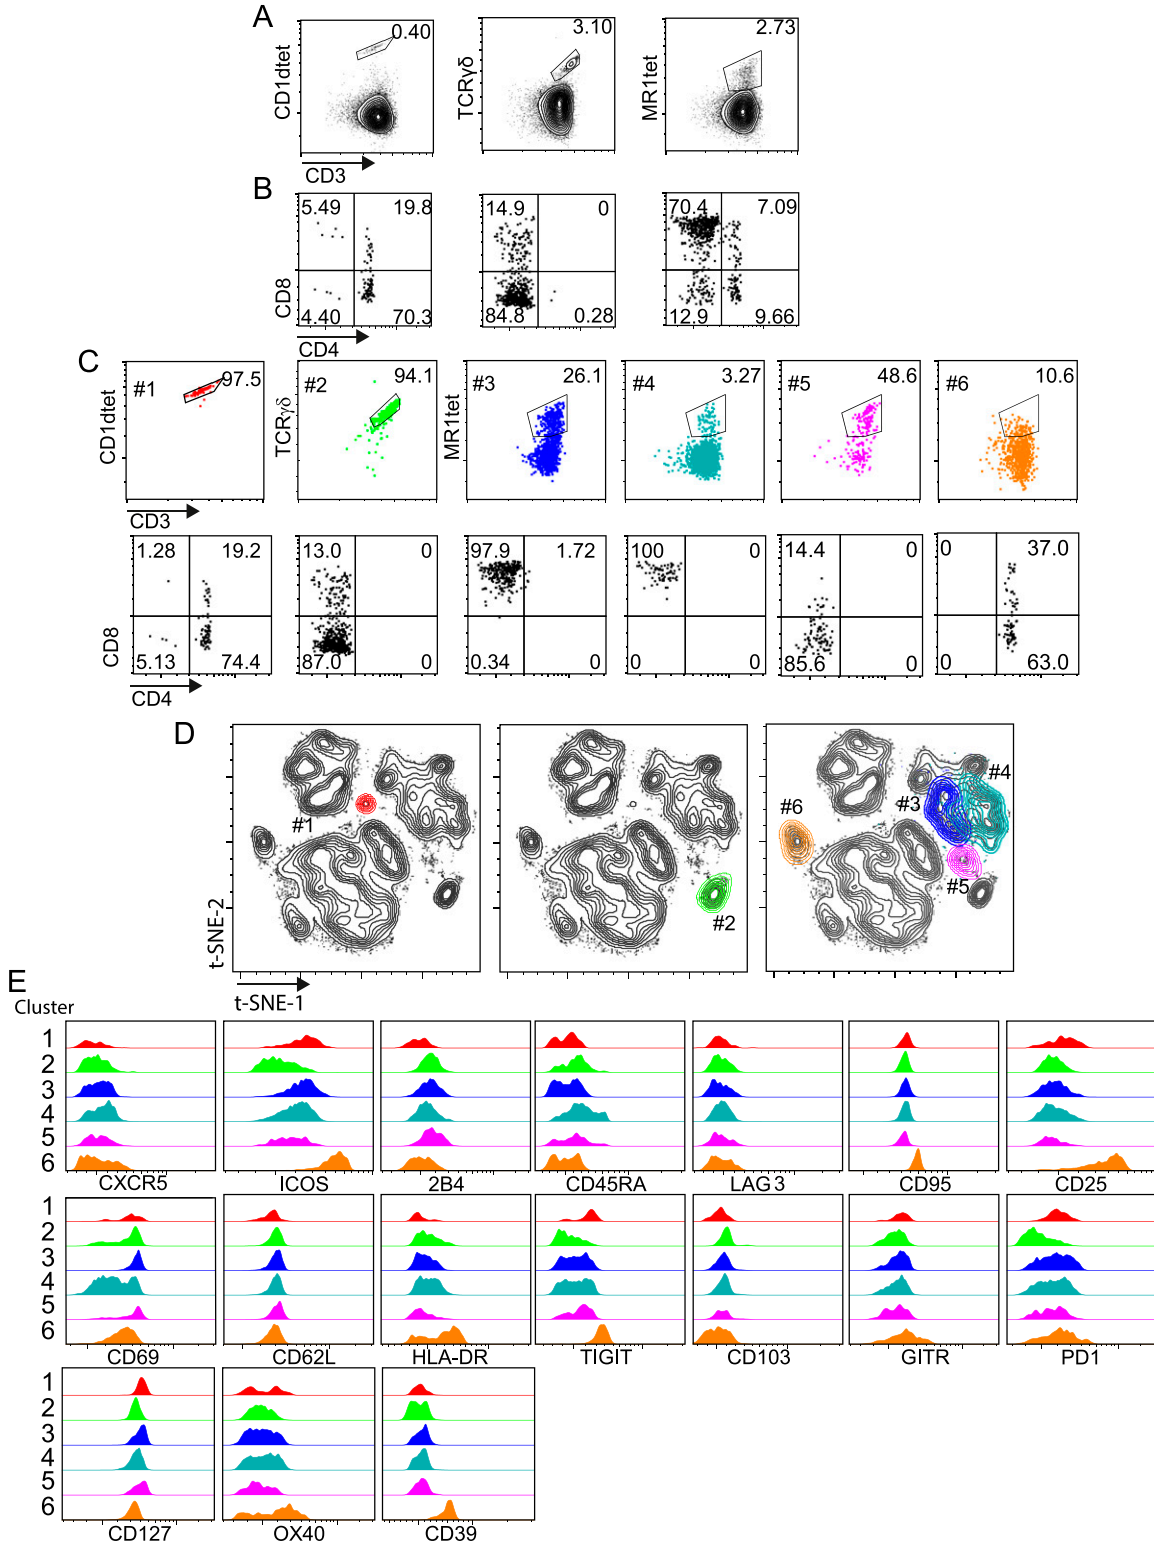 A
0.40
3.10
2.73
CD1dtet
TCRγδ
MR1tet
CD3
B
5.49 19.8
14.9 0
70.4 7.09
CD8
4.40 70.3
84.8 0.28
12.9 9.66
CD4
C
#1 97.5
#2 94.1
#3 26.1
#4 3.27
#5 48.6
#6 10.6
CD1dtet
TCRγδ
MR1tet
CD3
1.28 19.2
13.0 0
97.9 1.72
100
14.4 0
0 37.0
CD8
5.13 74.4
87.0 0
0.34 0
0 0
85.6 0
0 63.0
CD4
D
#1
#2
#3
#4
#5
#6
t-SNE-2
t-SNE-1
E
Cluster
1
2
3
4
5
6
CXCR5 ICOS 2B4 CD45RA LAG3 CD95 CD25
1
2
3
4
5
6
CD69 CD62L HLA-DR TIGIT CD103 GITR PD1
1
2
3
4
5
6
CD127 OX40 CD39